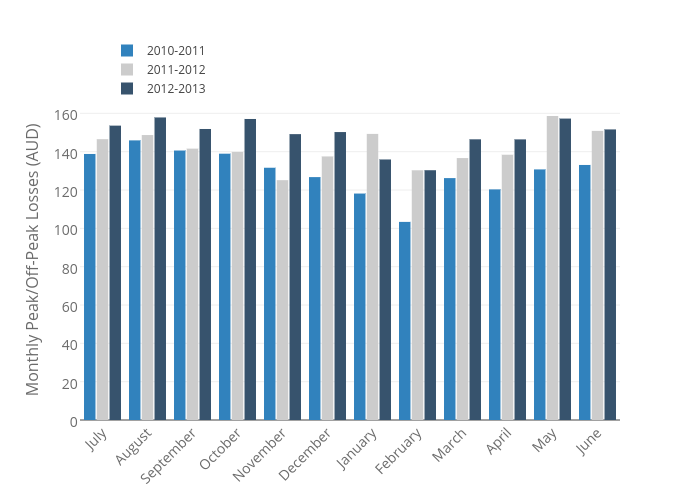 2010-2011
2011-2012
2012-2013
Monthly Peak/Off-Peak Losses (AUD)
160
140
120
100
80
60
40
20
0
July
August
September
October
November
December
January
February
March
April
May
June